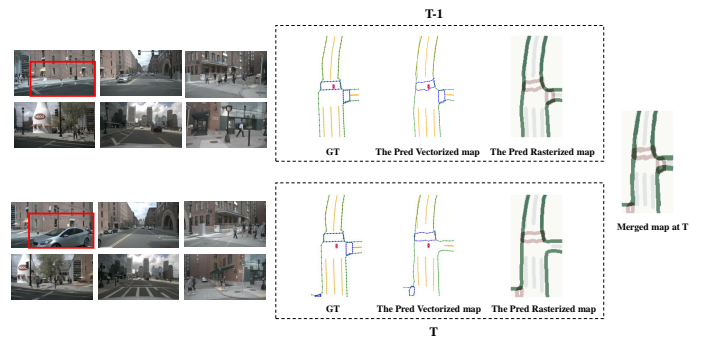 T-1
GT
The Pred Vectorized map
The Pred Rasterized map
Merged map at T
GT
The Pred Vectorized map
The Pred Rasterized map
T